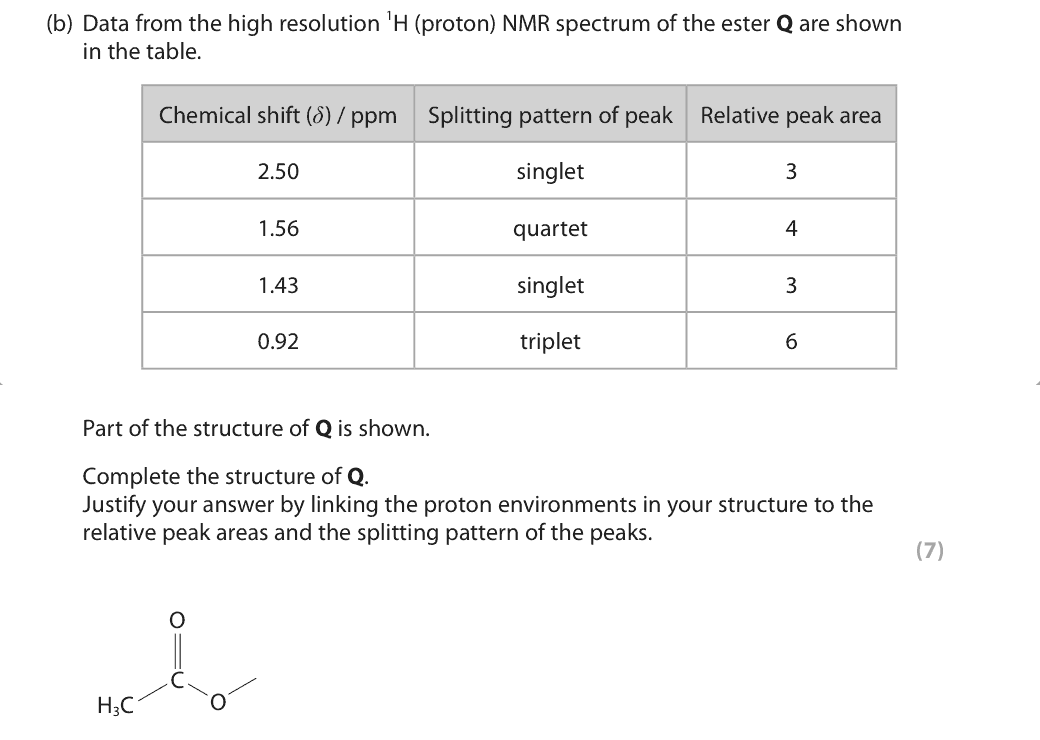 (b) Data from the high resolution ¹H (proton) NMR spectrum of the ester Q are shown
in the table.
Chemical shift (δ) / ppm Splitting pattern of peak Relative peak area
2.50 singlet 3
1.56 quartet 4
1.43 singlet 3
0.92 triplet 6
Part of the structure of Q is shown.
Complete the structure of Q.
Justify your answer by linking the proton environments in your structure to the
relative peak areas and the splitting pattern of the peaks.
(7)
O
C
H₃C O